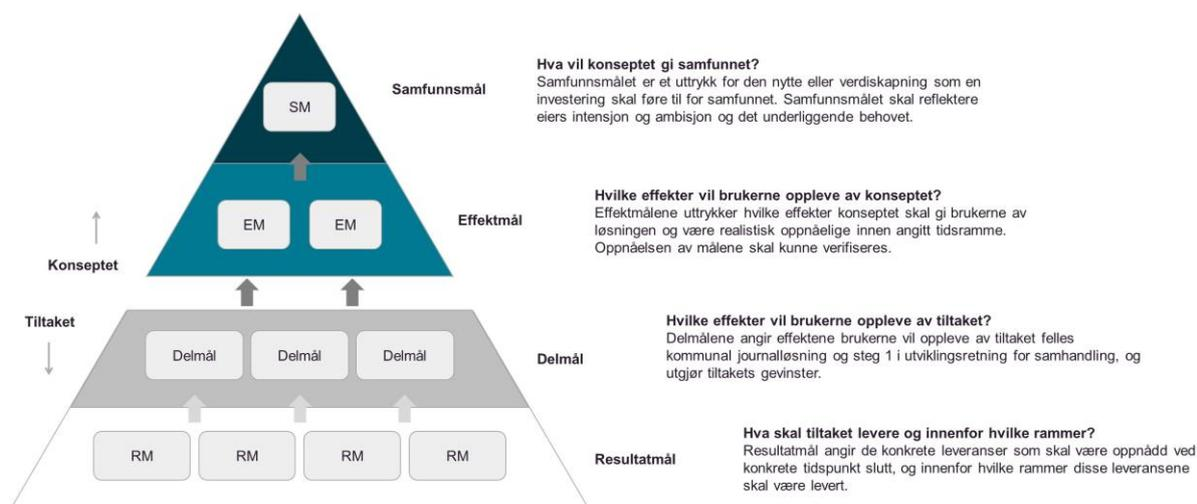 Hva vil konseptet gi samfunnet?
Samfunnsmålet er et uttrykk for den nytte eller verdiskapning som en
investering skal føre til for samfunnet. Samfunnsmålet skal reflektere
eiers intensjon og ambisjon og det underliggende behovet.
Samfunnsmål
SM
Hvilke effekter vil brukerne oppleve av konseptet?
Effektmålene uttrykker hvilke effekter konseptet skal gi brukerne av
løsningen og være realistisk oppnåelige innen angitt tidsramme.
Oppnåelsen av målene skal kunne verifiseres.
Effektmål
EM EM
Konseptet
Tiltaket
Hvilke effekter vil brukerne oppleve av tiltaket?
Delmålene angir effektene brukerne vil oppleve av tiltaket felles
kommunal journalløsning og steg 1 i utviklingsretning for samhandling, og
utgjør tiltakets gevinster.
Delmål Delmål Delmål
Delmål
Hva skal tiltaket levere og innenfor hvilke rammer?
Resultatmål angir de konkrete leveranser som skal være oppnådd ved
konkrete tidspunkt slutt, og innenfor hvilke rammer disse leveransene
skal være levert.
RM RM RM RM
Resultatmål